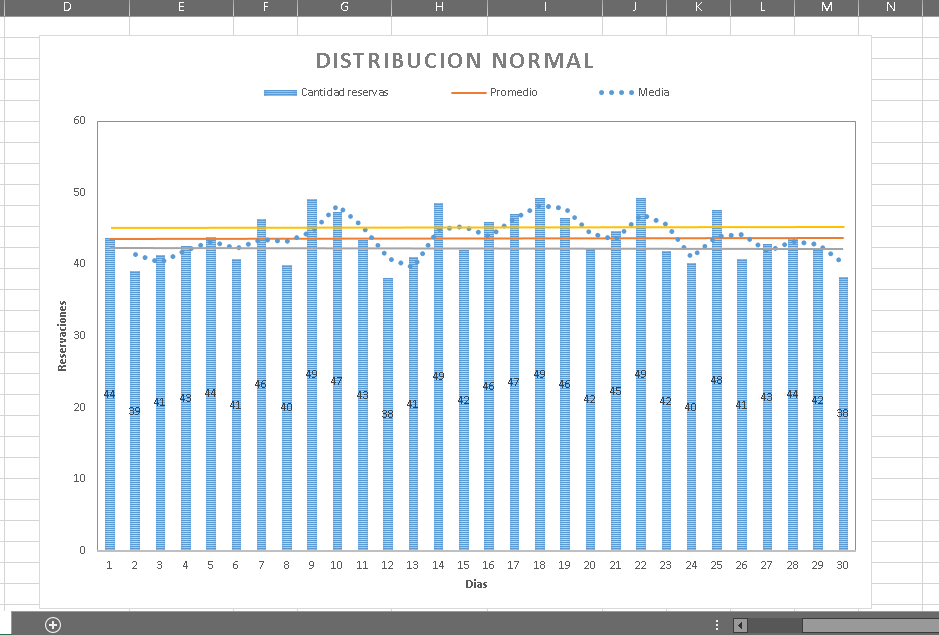 D E F G H I J K L M N
DISTRIBUCION NORMAL
Cantidad reservas Promedio Media
60
50
40
30
20
10
0
Reservaciones
44 39 41 43 44 41 46 40 49 47 43 38 41 49 42 46 47 49 46 42 45 49 42 40 48 41 43 44 42 38
1 2 3 4 5 6 7 8 9 10 11 12 13 14 15 16 17 18 19 20 21 22 23 24 25 26 27 28 29 30
Dias